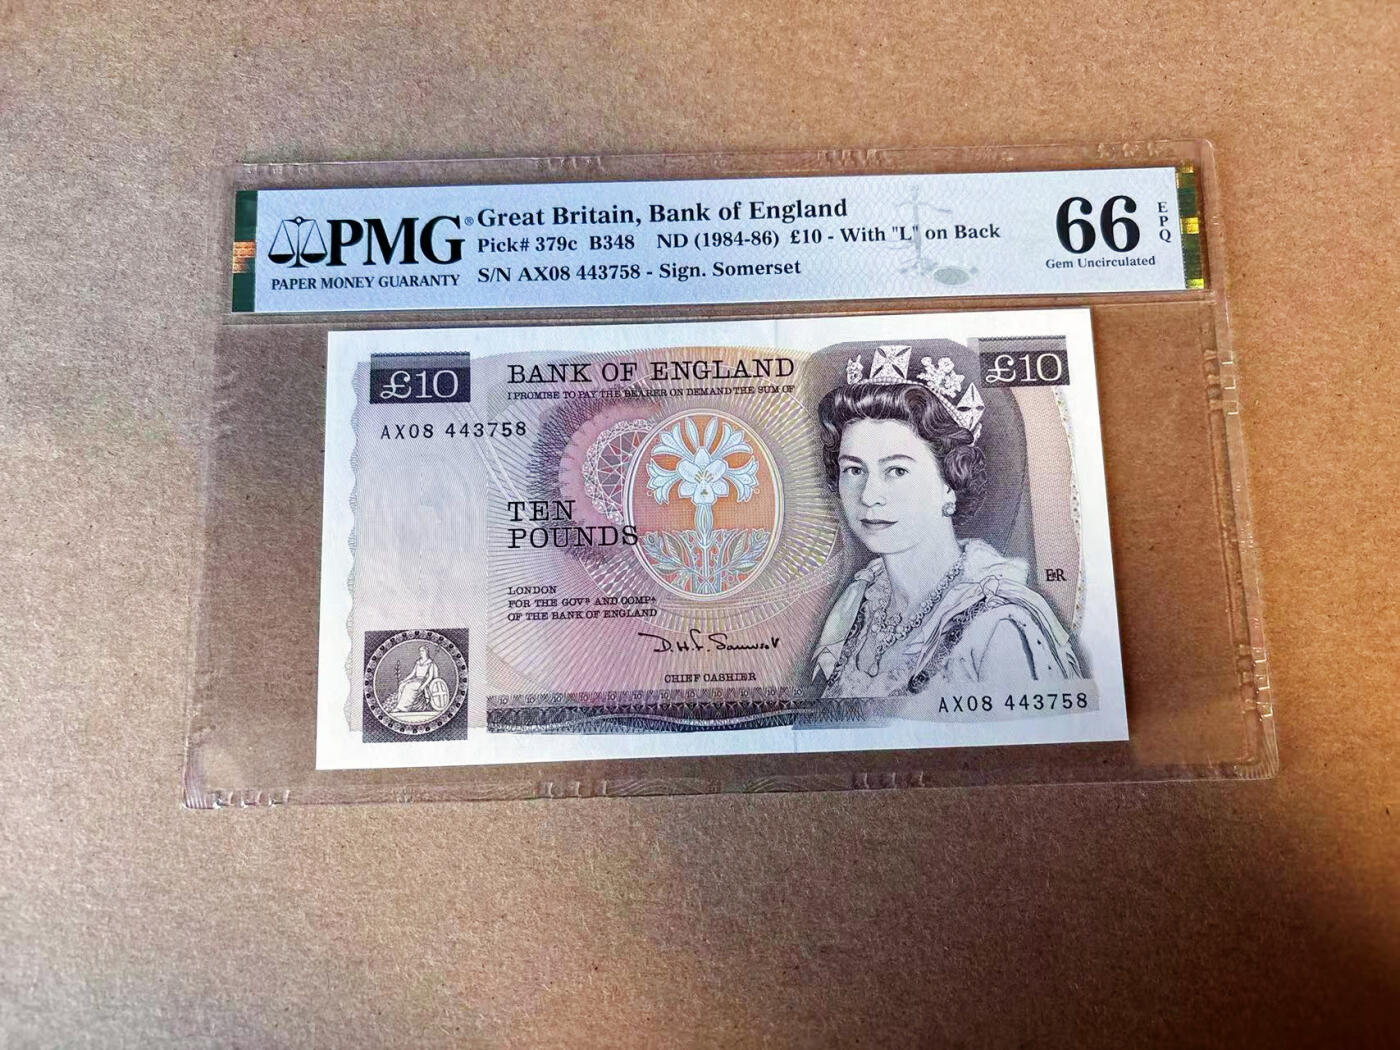 PMG®
PAPER MONEY GUARANTY
Great Britain, Bank of England
Pick# 379c B348 ND (1984-86) £10 - With "L" on Back
S/N AX08 443758 - Sign. Somerset
66
EPQ
Gem Uncirculated
£10
BANK OF ENGLAND
I PROMISE TO PAY THE BEARER ON DEMAND THE SUM OF
£10
AX08 443758
TEN
POUNDS
LONDON
FOR THE GOVR AND COMPA
OF THE BANK OF ENGLAND
E·R
D.H.F. Somerset
CHIEF CASHIER
AX08 443758